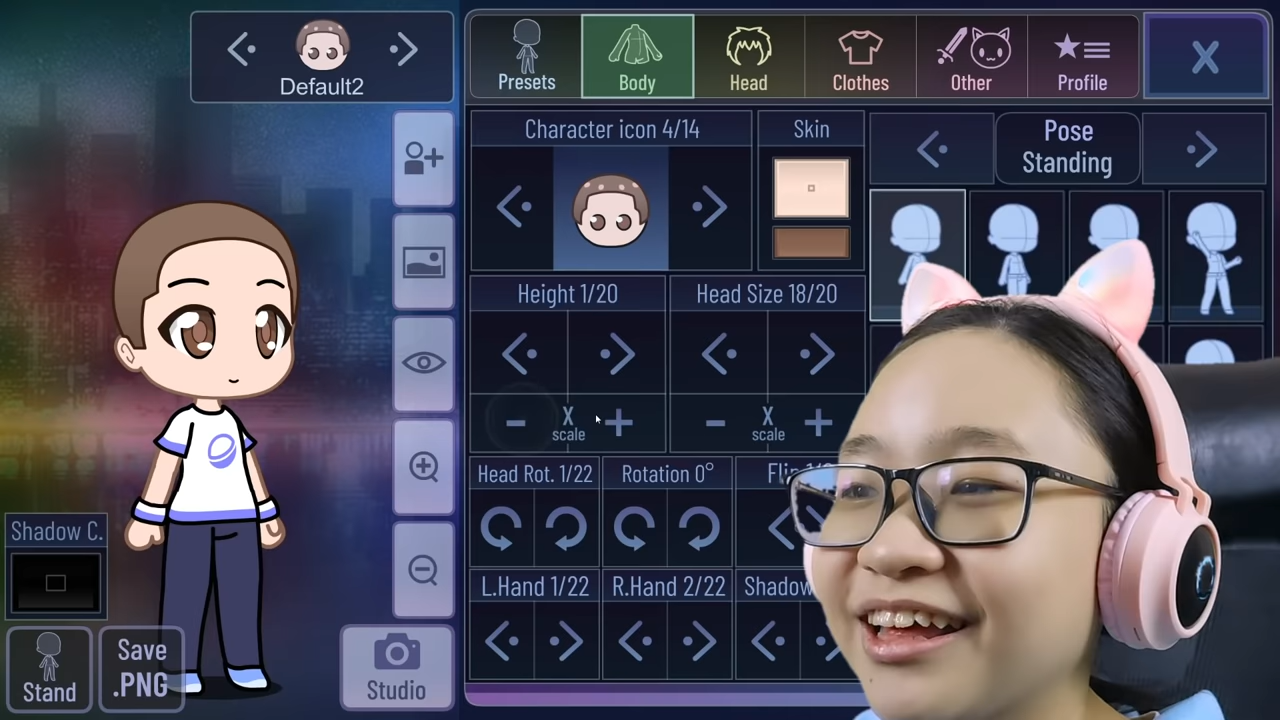 Default2
Presets
Body
Head
Clothes
Other
Profile
X
Character icon 4/14
Skin
Pose
Standing
Height 1/20
Head Size 18/20
X
scale
X
scale
Head Rot. 1/22
Rotation 0°
L.Hand 1/22
R.Hand 2/22
Shadow
Shadow C.
Stand
Save
.PNG
Studio